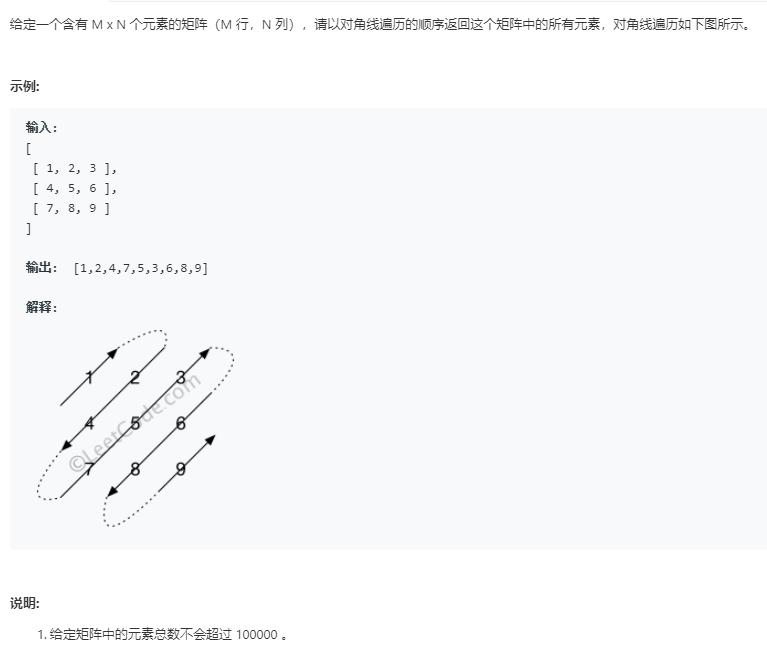 给定一个含有 M x N 个元素的矩阵（M 行，N 列），请以对角线遍历的顺序返回这个矩阵中的所有元素，对角线遍历如下图所示。
示例:
输入:
[
[ 1, 2, 3 ],
[ 4, 5, 6 ],
[ 7, 8, 9 ]
]
输出: [1,2,4,7,5,3,6,8,9]
解释:
1 2 3
4 5 6
7 8 9
©LeetCode.com
说明:
1. 给定矩阵中的元素总数不会超过 100000 。